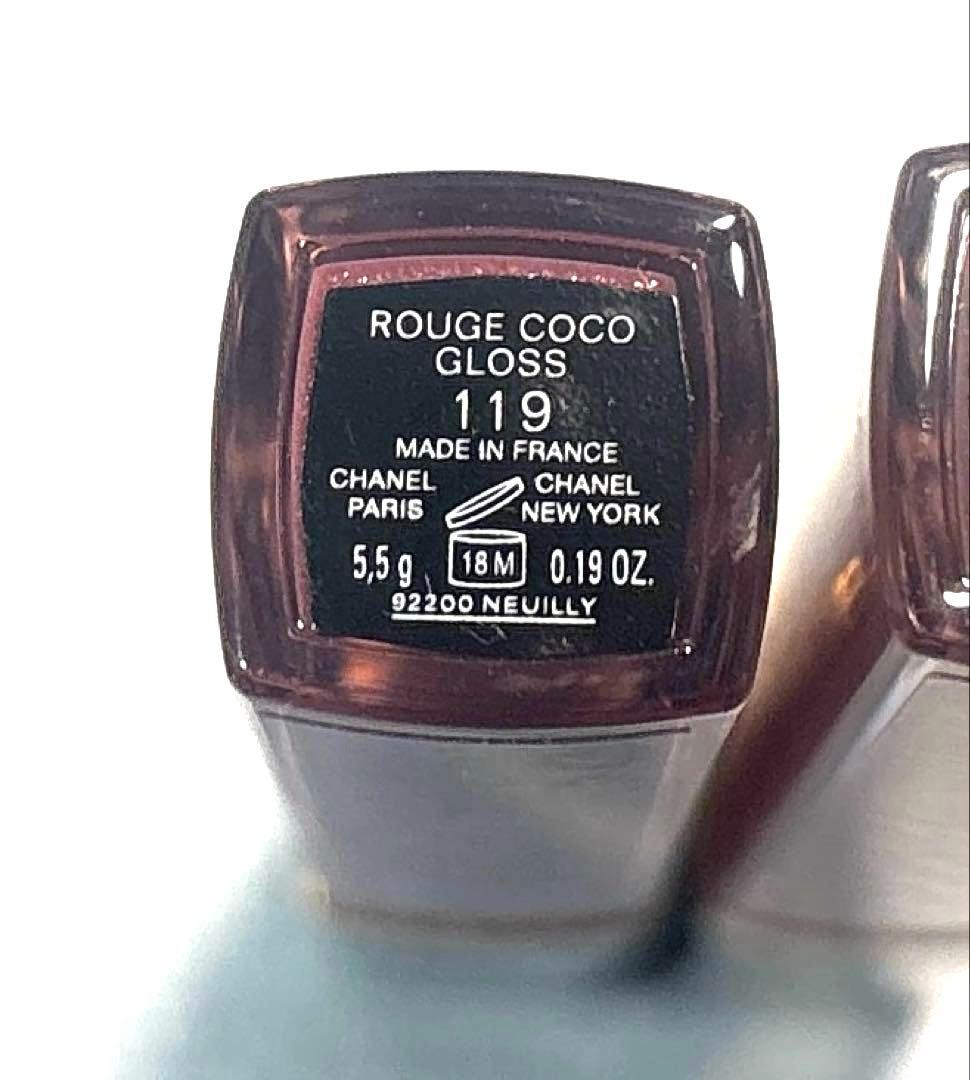 ROUGE COCO
GLOSS
119
MADE IN FRANCE
CHANEL PARIS
CHANEL NEW YORK
5,5 g 18M 0.19 OZ.
92200 NEUILLY